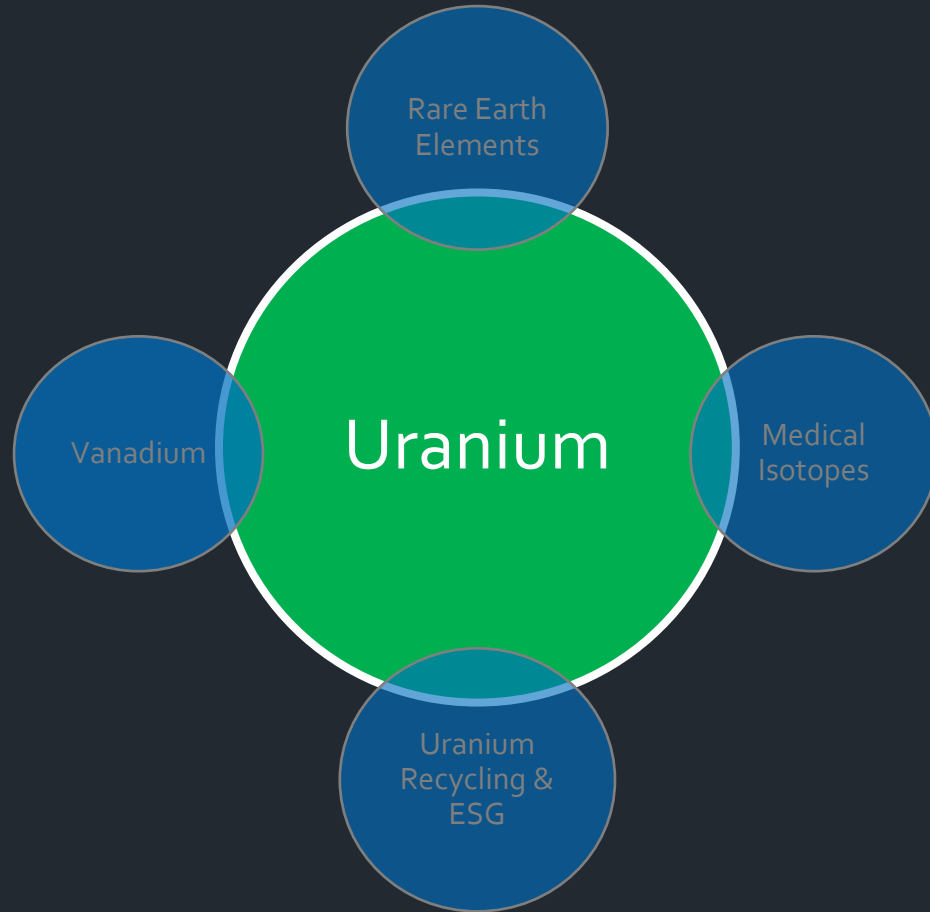 Rare Earth
Elements
Vanadium
Uranium
Medical
Isotopes
Uranium
Recycling &
ESG